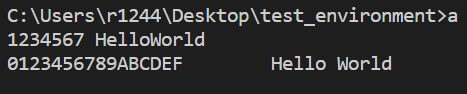 C:\Users\r1244\Desktop\test_environment>a
1234567 HelloWorld
0123456789ABCDEF        Hello World